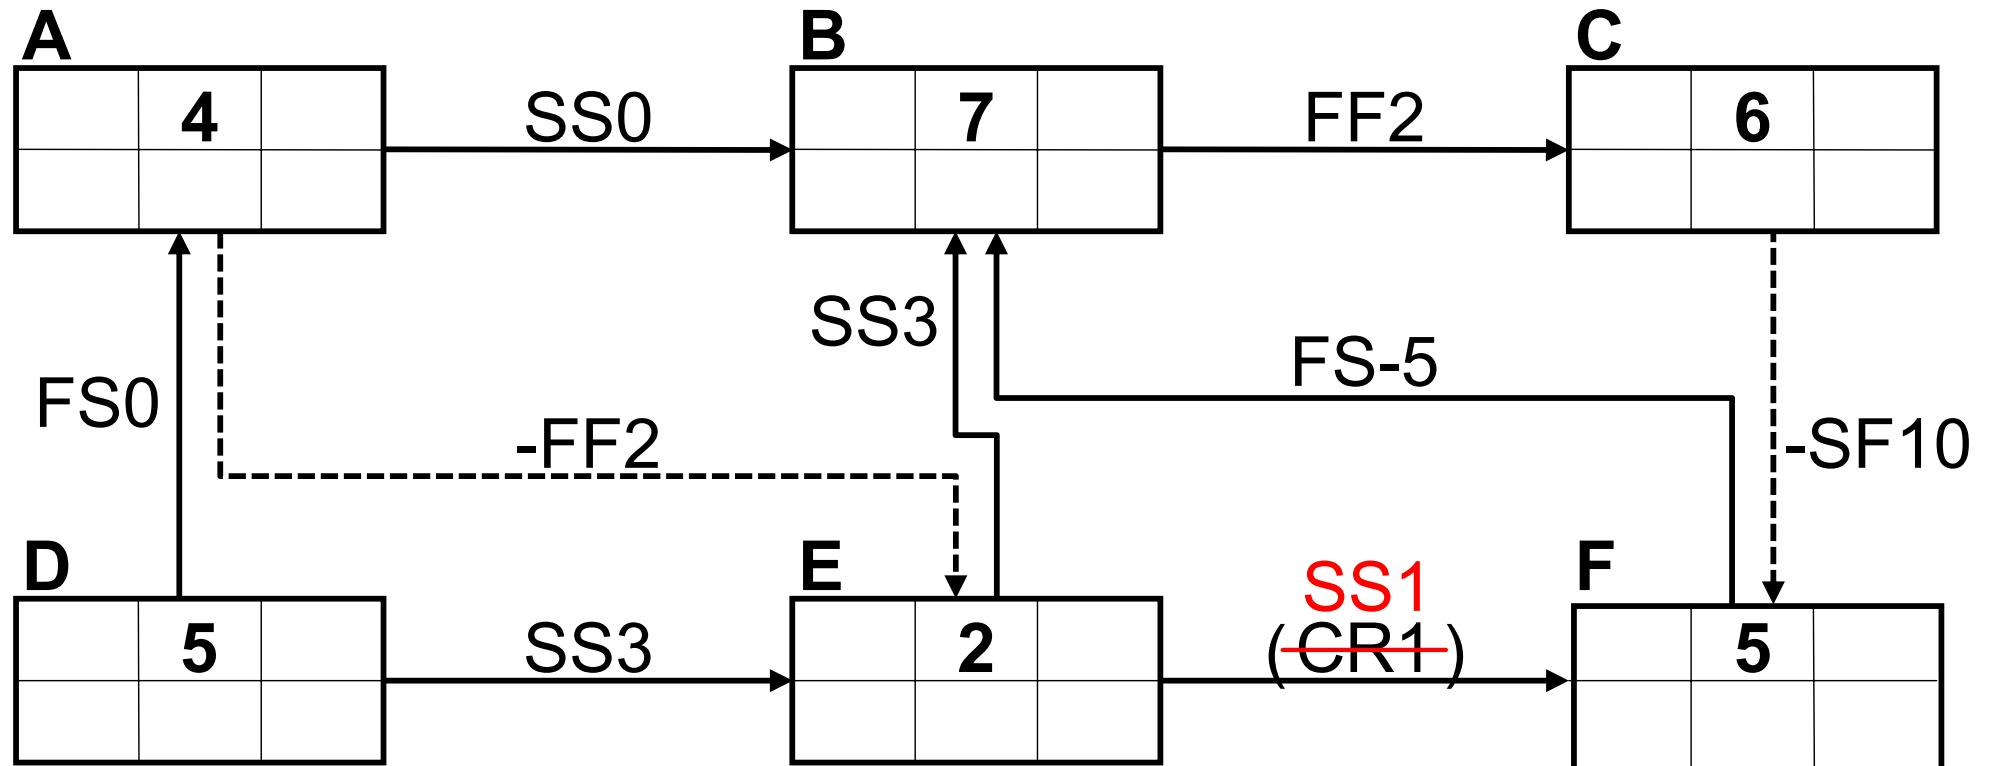 A B C
4 SS0 7 FF2 6
SS3
FS-5
FS0
-FF2 -SF10
D E F
SS1
5 SS3 2 (CR1) 5